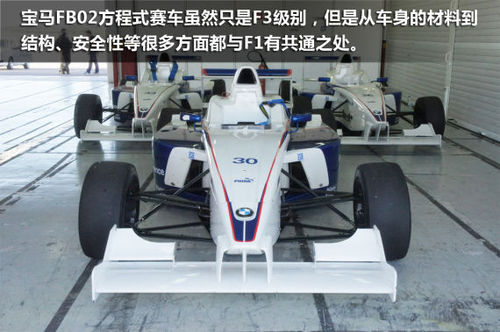 宝马FB02方程式赛车虽然只是F3级别，但是从车身的材料到
结构、安全性等很多方面都与F1有共通之处。
30
PUMA